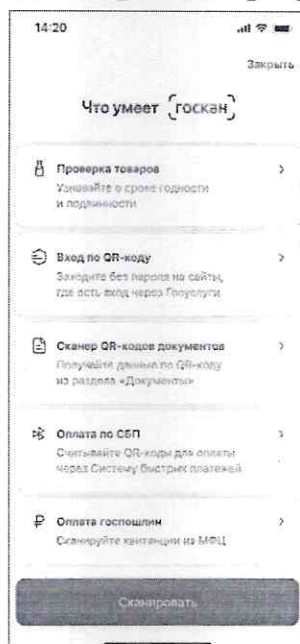 14:20
Закрыть
Что умеет госкан
Проверка товаров
Узнавайте о сроке годности
и подлинности
Вход по QR-коду
Заходите без пароля на сайты,
где есть вход через Госуслуги
Сканер QR-кодов документов
Получайте данные по QR-коду
из раздела «Документы»
Оплата по СБП
Считывайте QR-коды для оплаты
через Систему быстрых платежей
Оплата госпошлин
Сканируйте квитанции из МФЦ
Сканировать